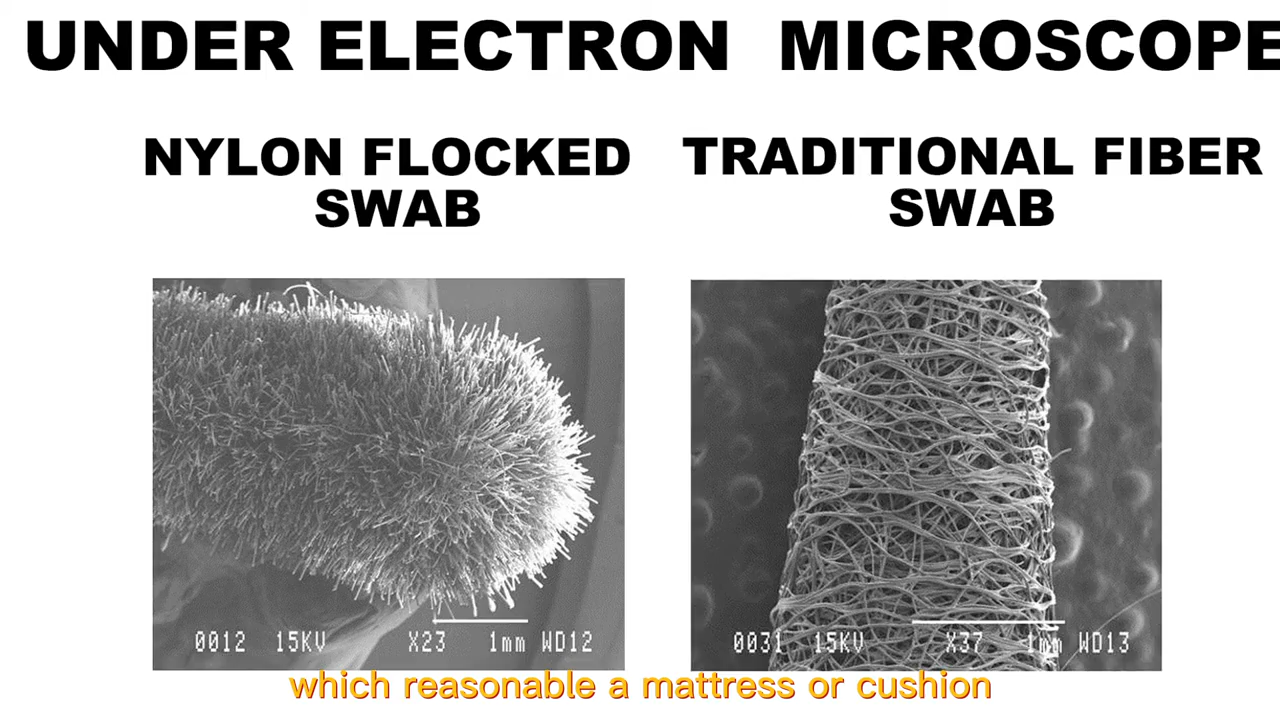 UNDER ELECTRON MICROSCOPE
NYLON FLOCKED
SWAB
TRADITIONAL FIBER
SWAB
0012 15KV X23 1mm WD12
0031 15KV X37 1mm WD13
which reasonable a mattress or cushion